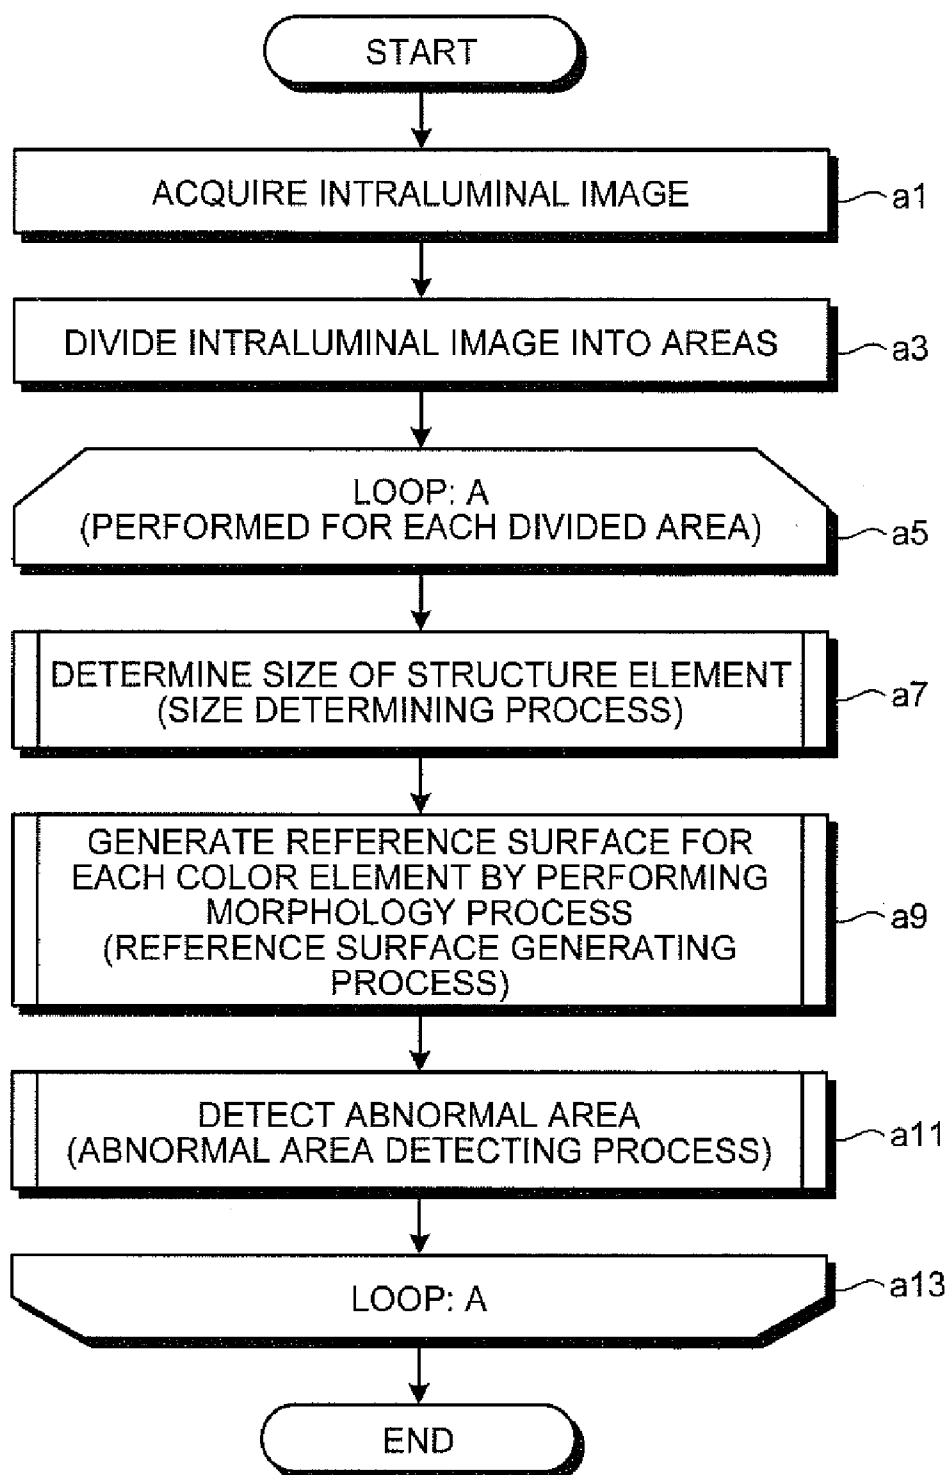 START
ACQUIRE INTRALUMINAL IMAGE
a1
DIVIDE INTRALUMINAL IMAGE INTO AREAS
a3
LOOP: A
(PERFORMED FOR EACH DIVIDED AREA)
a5
DETERMINE SIZE OF STRUCTURE ELEMENT
(SIZE DETERMINING PROCESS)
a7
GENERATE REFERENCE SURFACE FOR
EACH COLOR ELEMENT BY PERFORMING
MORPHOLOGY PROCESS
(REFERENCE SURFACE GENERATING
PROCESS)
a9
DETECT ABNORMAL AREA
(ABNORMAL AREA DETECTING PROCESS)
a11
LOOP: A
a13
END